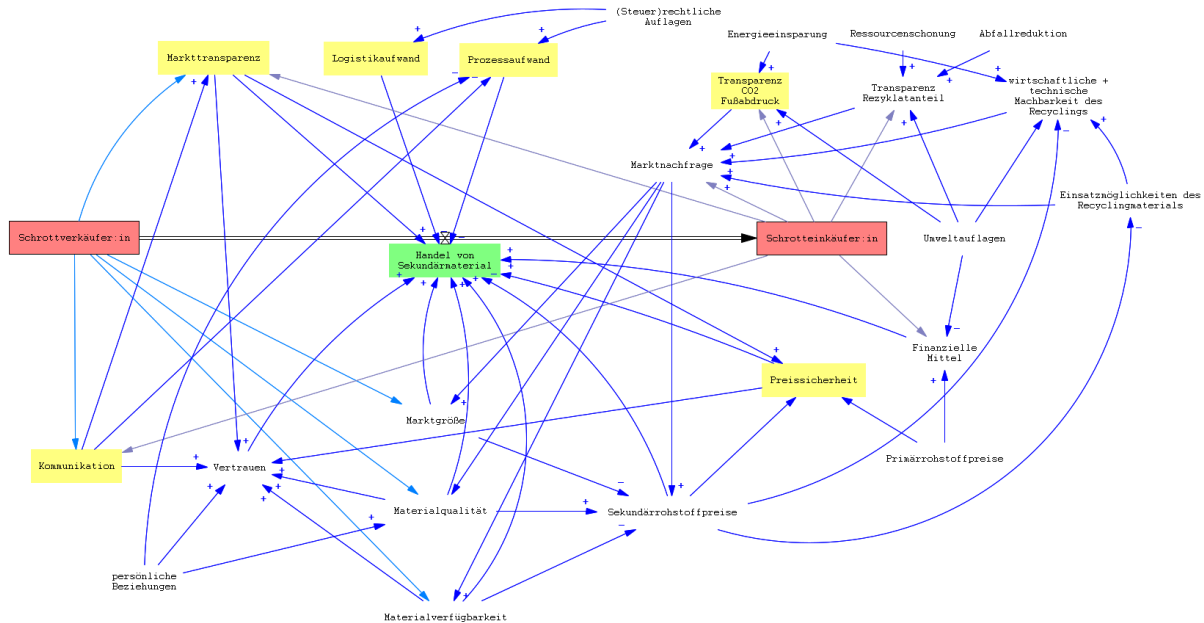 (Steuer)rechtliche
Auflagen
Energieeinsparung
Ressourcenschonung
Abfallreduktion
Markttransparenz
Logistikaufwand
Prozessaufwand
Transparenz
CO2
Fußabdruck
Transparenz
Rezyklatanteil
wirtschaftliche +
technische
Machbarkeit des
Recyclings
Marktnachfrage
Einsatzmöglichkeiten des
Recyclingmaterials
Schrottverkäufer:in
Schrotteinkäufer:in
Umweltauflagen
Handel von
Sekundärmaterial
Finanzielle
Mittel
Preissicherheit
Marktgröße
Primärrohstoffpreise
Kommunikation
Vertrauen
Materialqualität
Sekundärrohstoffpreise
persönliche
Beziehungen
Materialverfügbarkeit